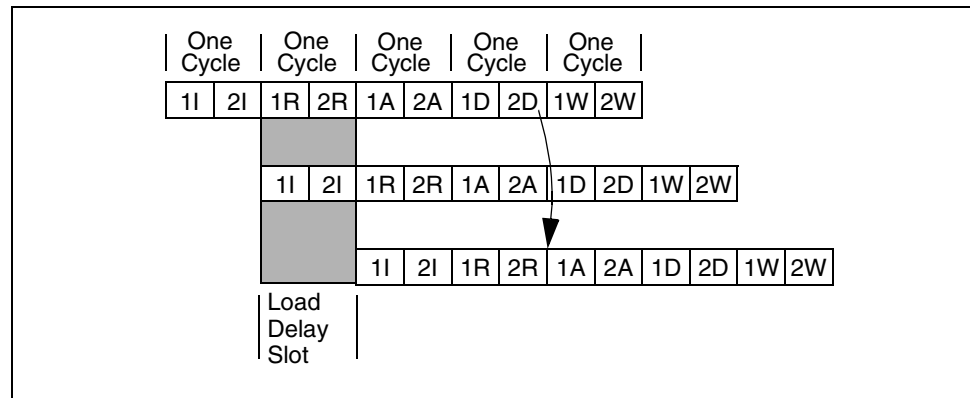 One One One One One
Cycle Cycle Cycle Cycle Cycle
1I 2I 1R 2R 1A 2A 1D 2D 1W 2W
1I 2I 1R 2R 1A 2A 1D 2D 1W 2W
1I 2I 1R 2R 1A 2A 1D 2D 1W 2W
Load
Delay
Slot